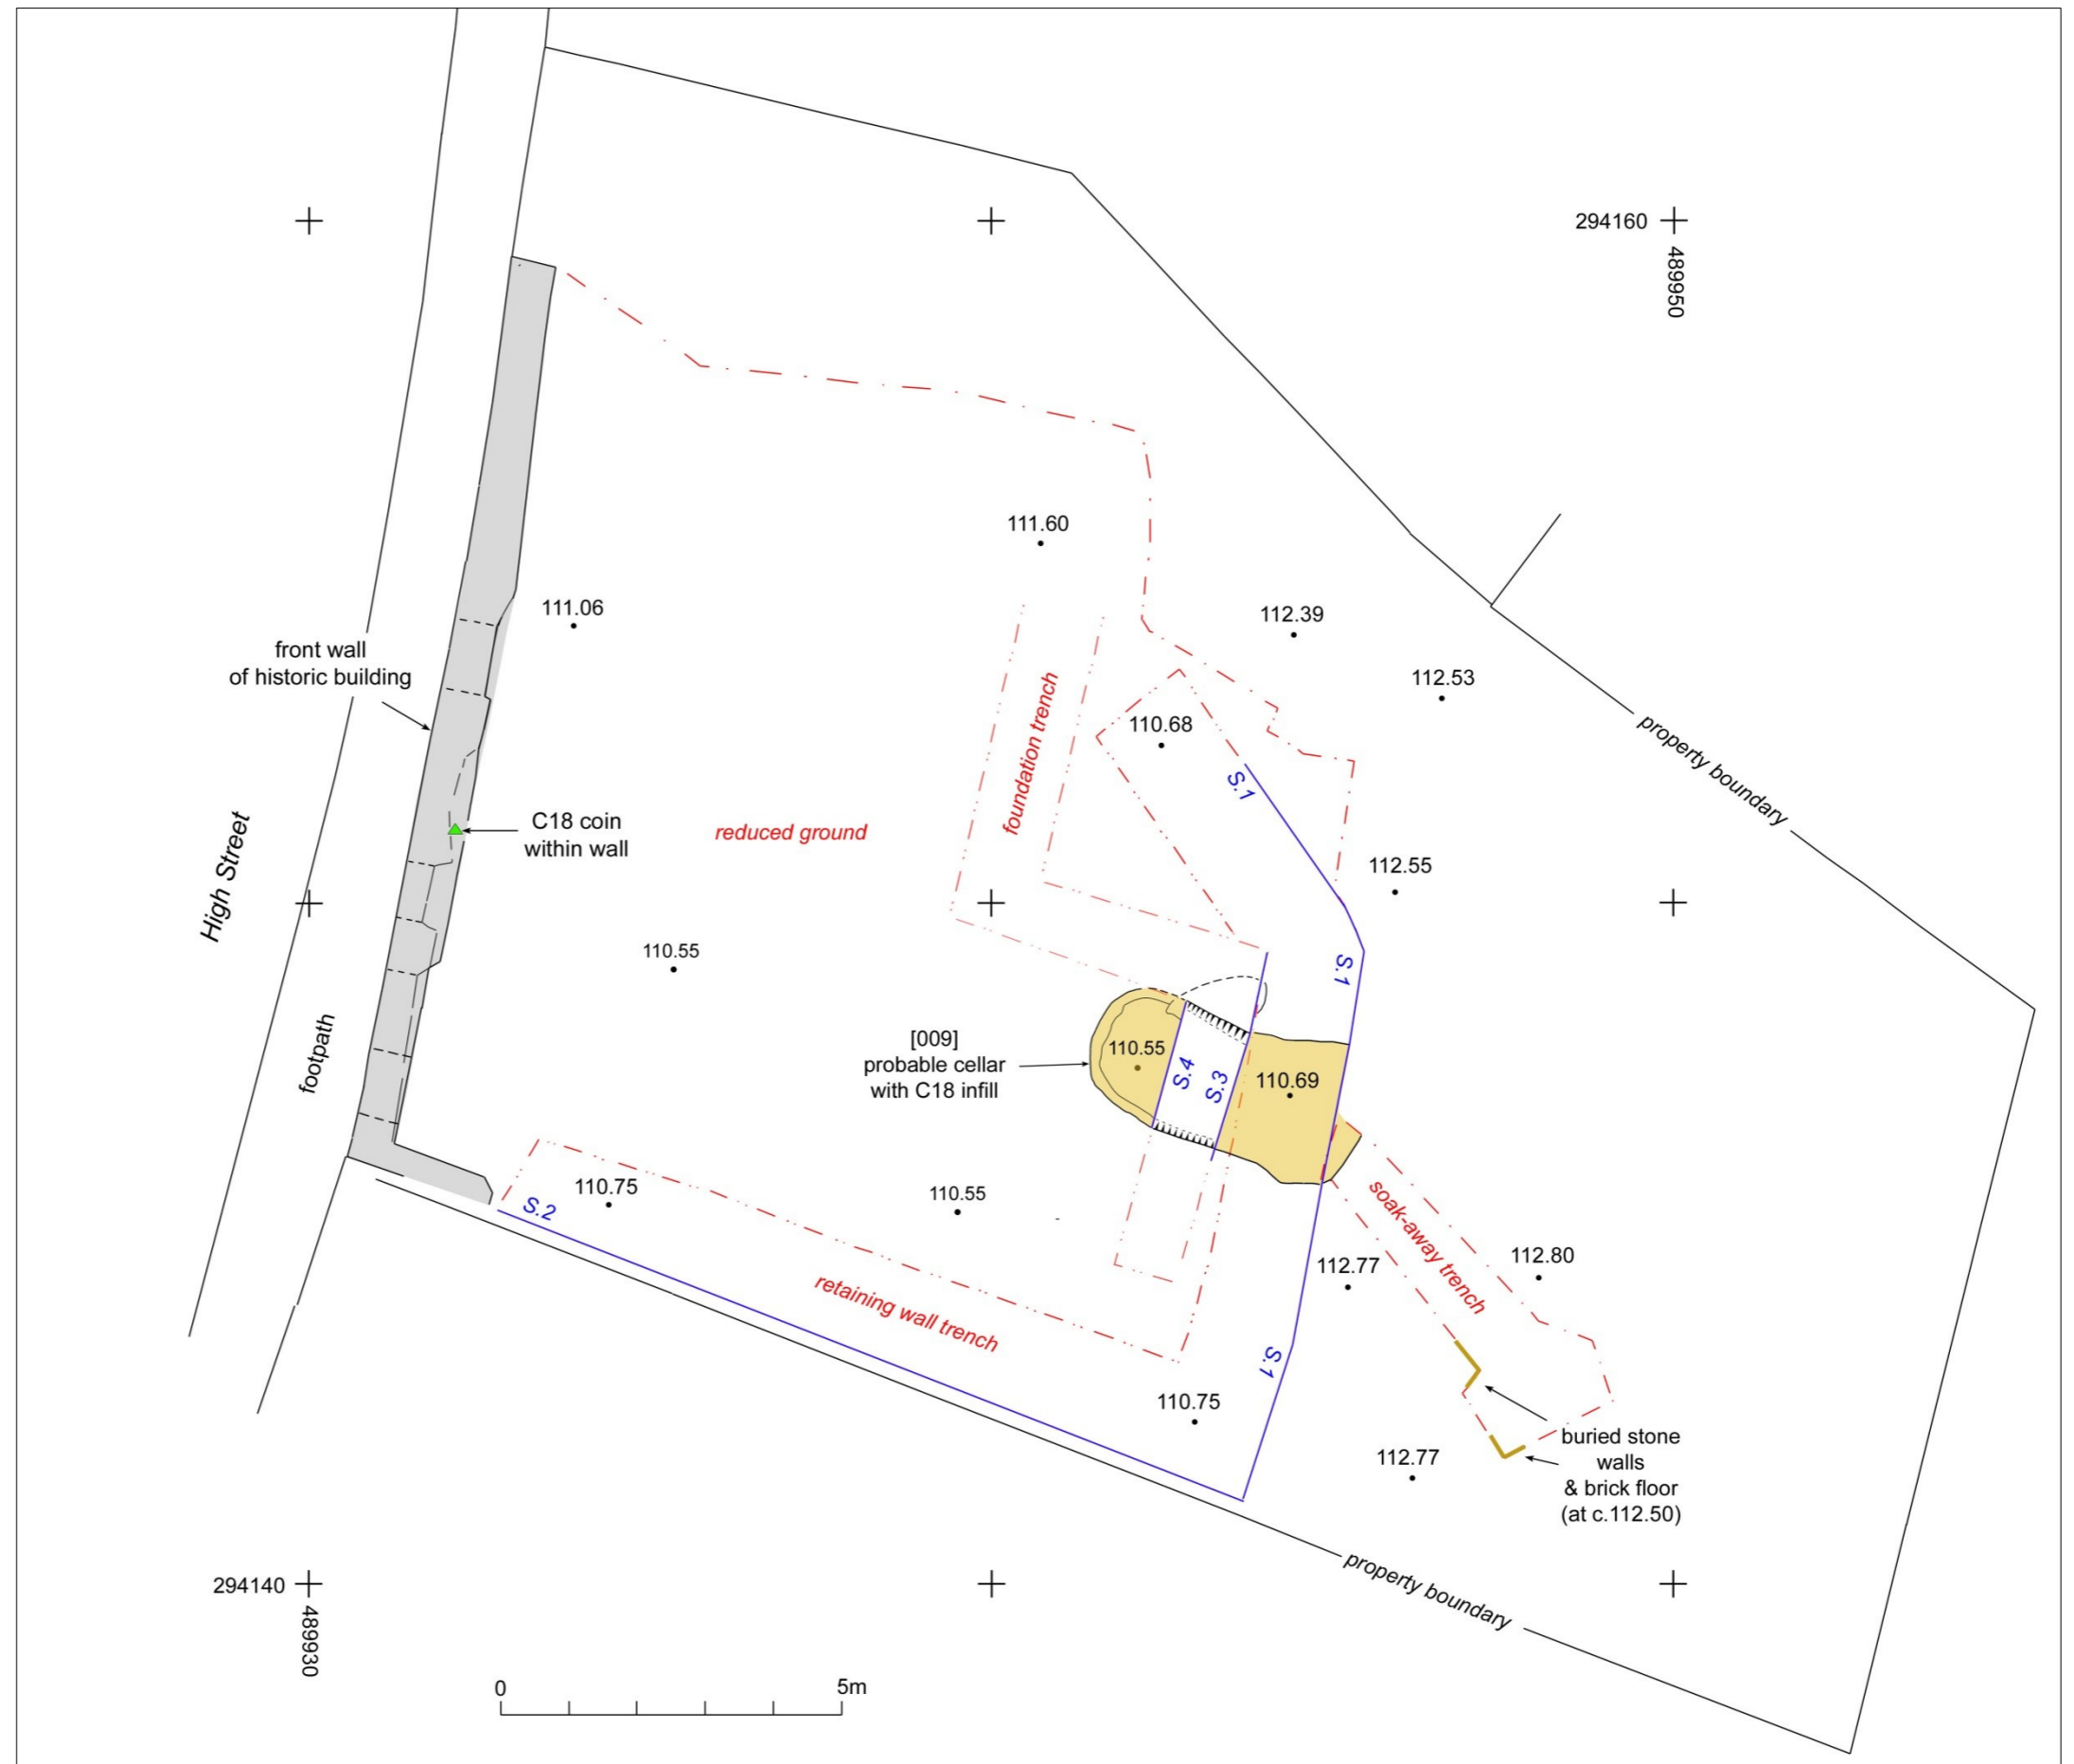 294160
489950
111.60
111.06
112.39
front wall
of historic building
112.53
foundation trench
110.68
property boundary
S.1
C18 coin
within wall
reduced ground
High Street
112.55
110.55
S.1
footpath
[009]
probable cellar
with C18 infill
110.55
S.4
S.3
110.69
110.75
S.2
110.55
soak-away trench
112.80
112.77
retaining wall trench
S.1
110.75
buried stone
walls
& brick floor
(at c.112.50)
112.77
property boundary
294140
489930
0
5m